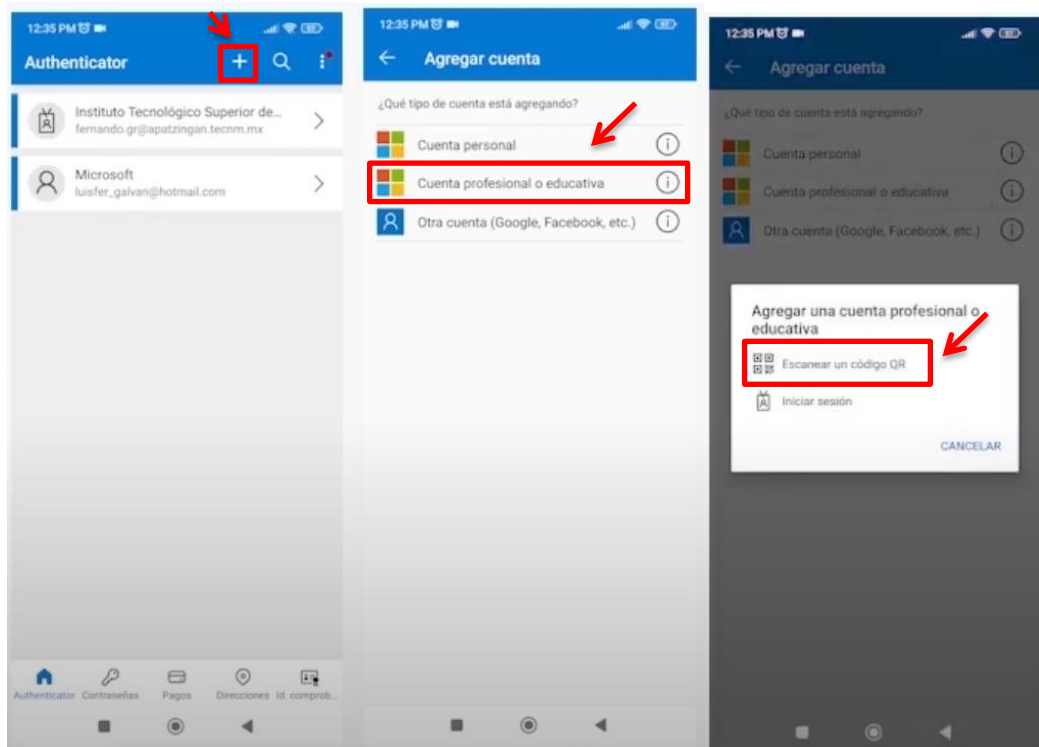 12:35 PM
Authenticator
Instituto Tecnológico Superior de...
fernando.gr@apatzingan.tecnm.mx
Microsoft
luisfer_galvan@hotmail.com
Authenticator
Contraseñas
Pagos
Direcciones
Id. comprob...
12:35 PM
Agregar cuenta
¿Qué tipo de cuenta está agregando?
Cuenta personal
Cuenta profesional o educativa
Otra cuenta (Google, Facebook, etc.)
12:35 PM
Agregar cuenta
¿Qué tipo de cuenta está agregando?
Cuenta personal
Cuenta profesional o educativa
Otra cuenta (Google, Facebook, etc.)
Agregar una cuenta profesional o
educativa
Escanear un código QR
Iniciar sesión
CANCELAR